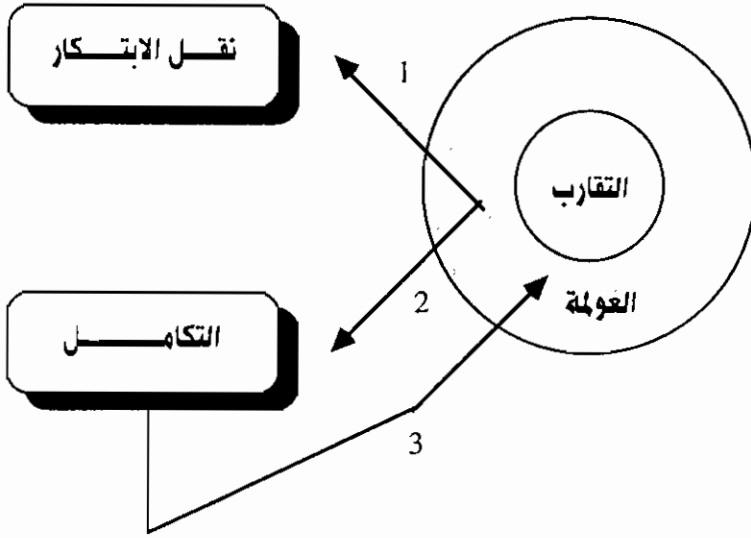 نقل الابتكار
1
التقارب
العولمة
2
التكامل
3